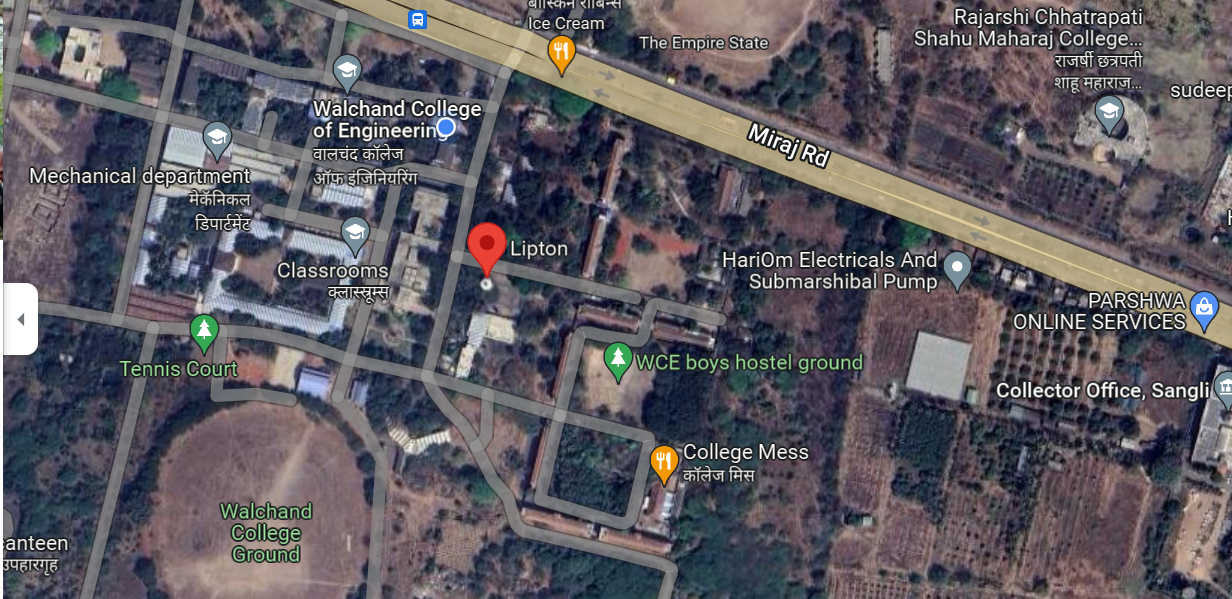 बास्किन रॉबिन्स
Ice Cream
The Empire State
Rajarshi Chhatrapati
Shahu Maharaj College...
राजर्षी छत्रपती
शाहू महाराज...
sudeep
Walchand College
of Engineering
वालचंद कॉलेज
ऑफ इंजिनियरिंग
Miraj Rd
Mechanical department
मेकॅनिकल
डिपार्टमेंट
Lipton
Classrooms
क्लासरूम्स
HariOm Electricals And
Submarshibal Pump
PARSHWA
ONLINE SERVICES
Tennis Court
WCE boys hostel ground
Collector Office, Sangli
College Mess
कॉलेज मिस
Walchand
College
Ground
canteen
उपहारगृह